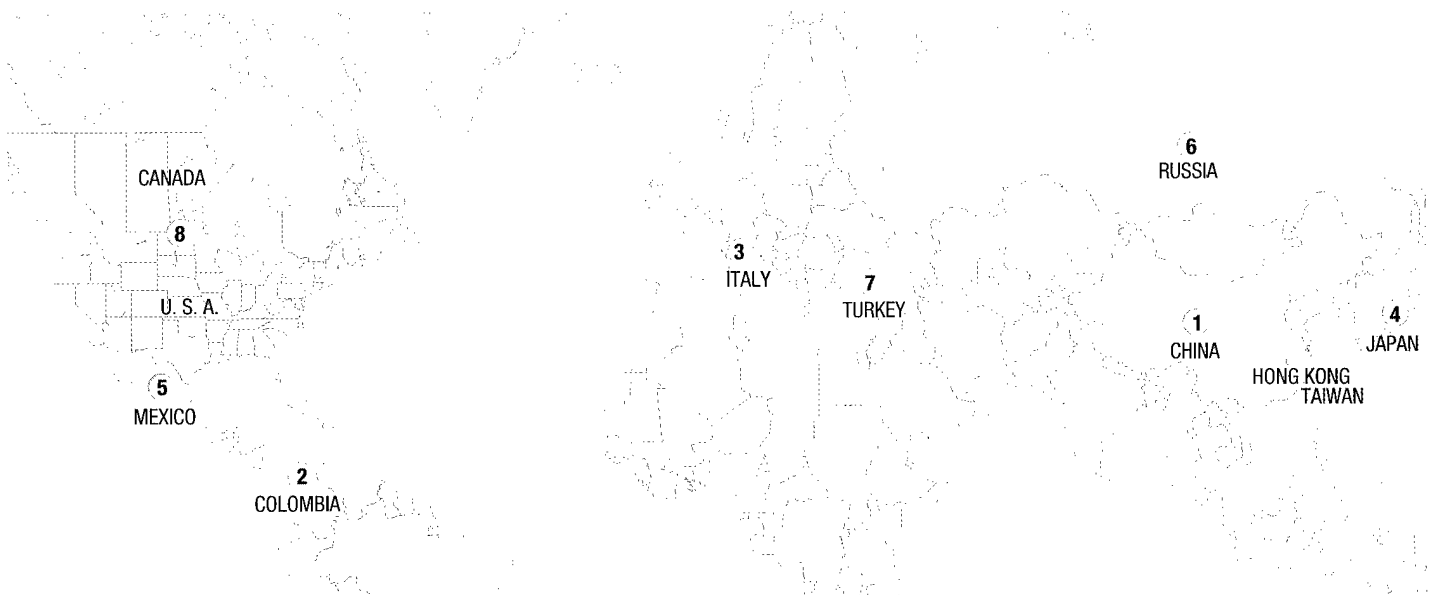 6
RUSSIA
CANADA
8
3
ITALY
7
TURKEY
U. S. A.
1
CHINA
4
JAPAN
HONG KONG
TAIWAN
5
MEXICO
2
COLOMBIA